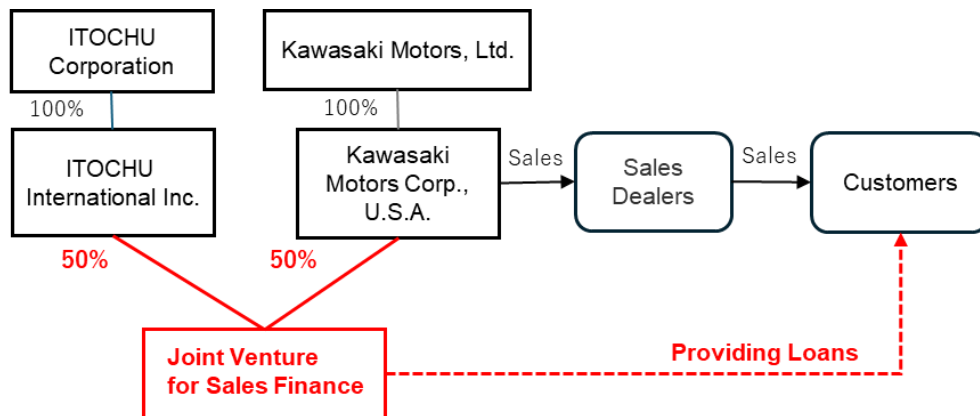 ITOCHU
Corporation
Kawasaki Motors, Ltd.
100%
100%
ITOCHU
International Inc.
Kawasaki
Motors Corp.,
U.S.A.
Sales
Sales
Dealers
Sales
Customers
50%
50%
Joint Venture
for Sales Finance
Providing Loans